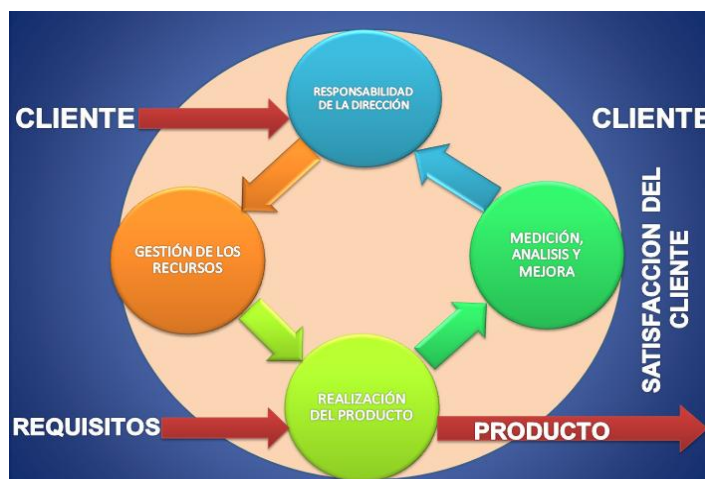 RESPONSABILIDAD
DE LA DIRECCIÓN
CLIENTE
CLIENTE
GESTIÓN DE LOS
RECURSOS
MEDICIÓN,
ANALISIS Y
MEJORA
SATISFACCION DEL
CLIENTE
REALIZACIÓN
DEL PRODUCTO
REQUISITOS
PRODUCTO